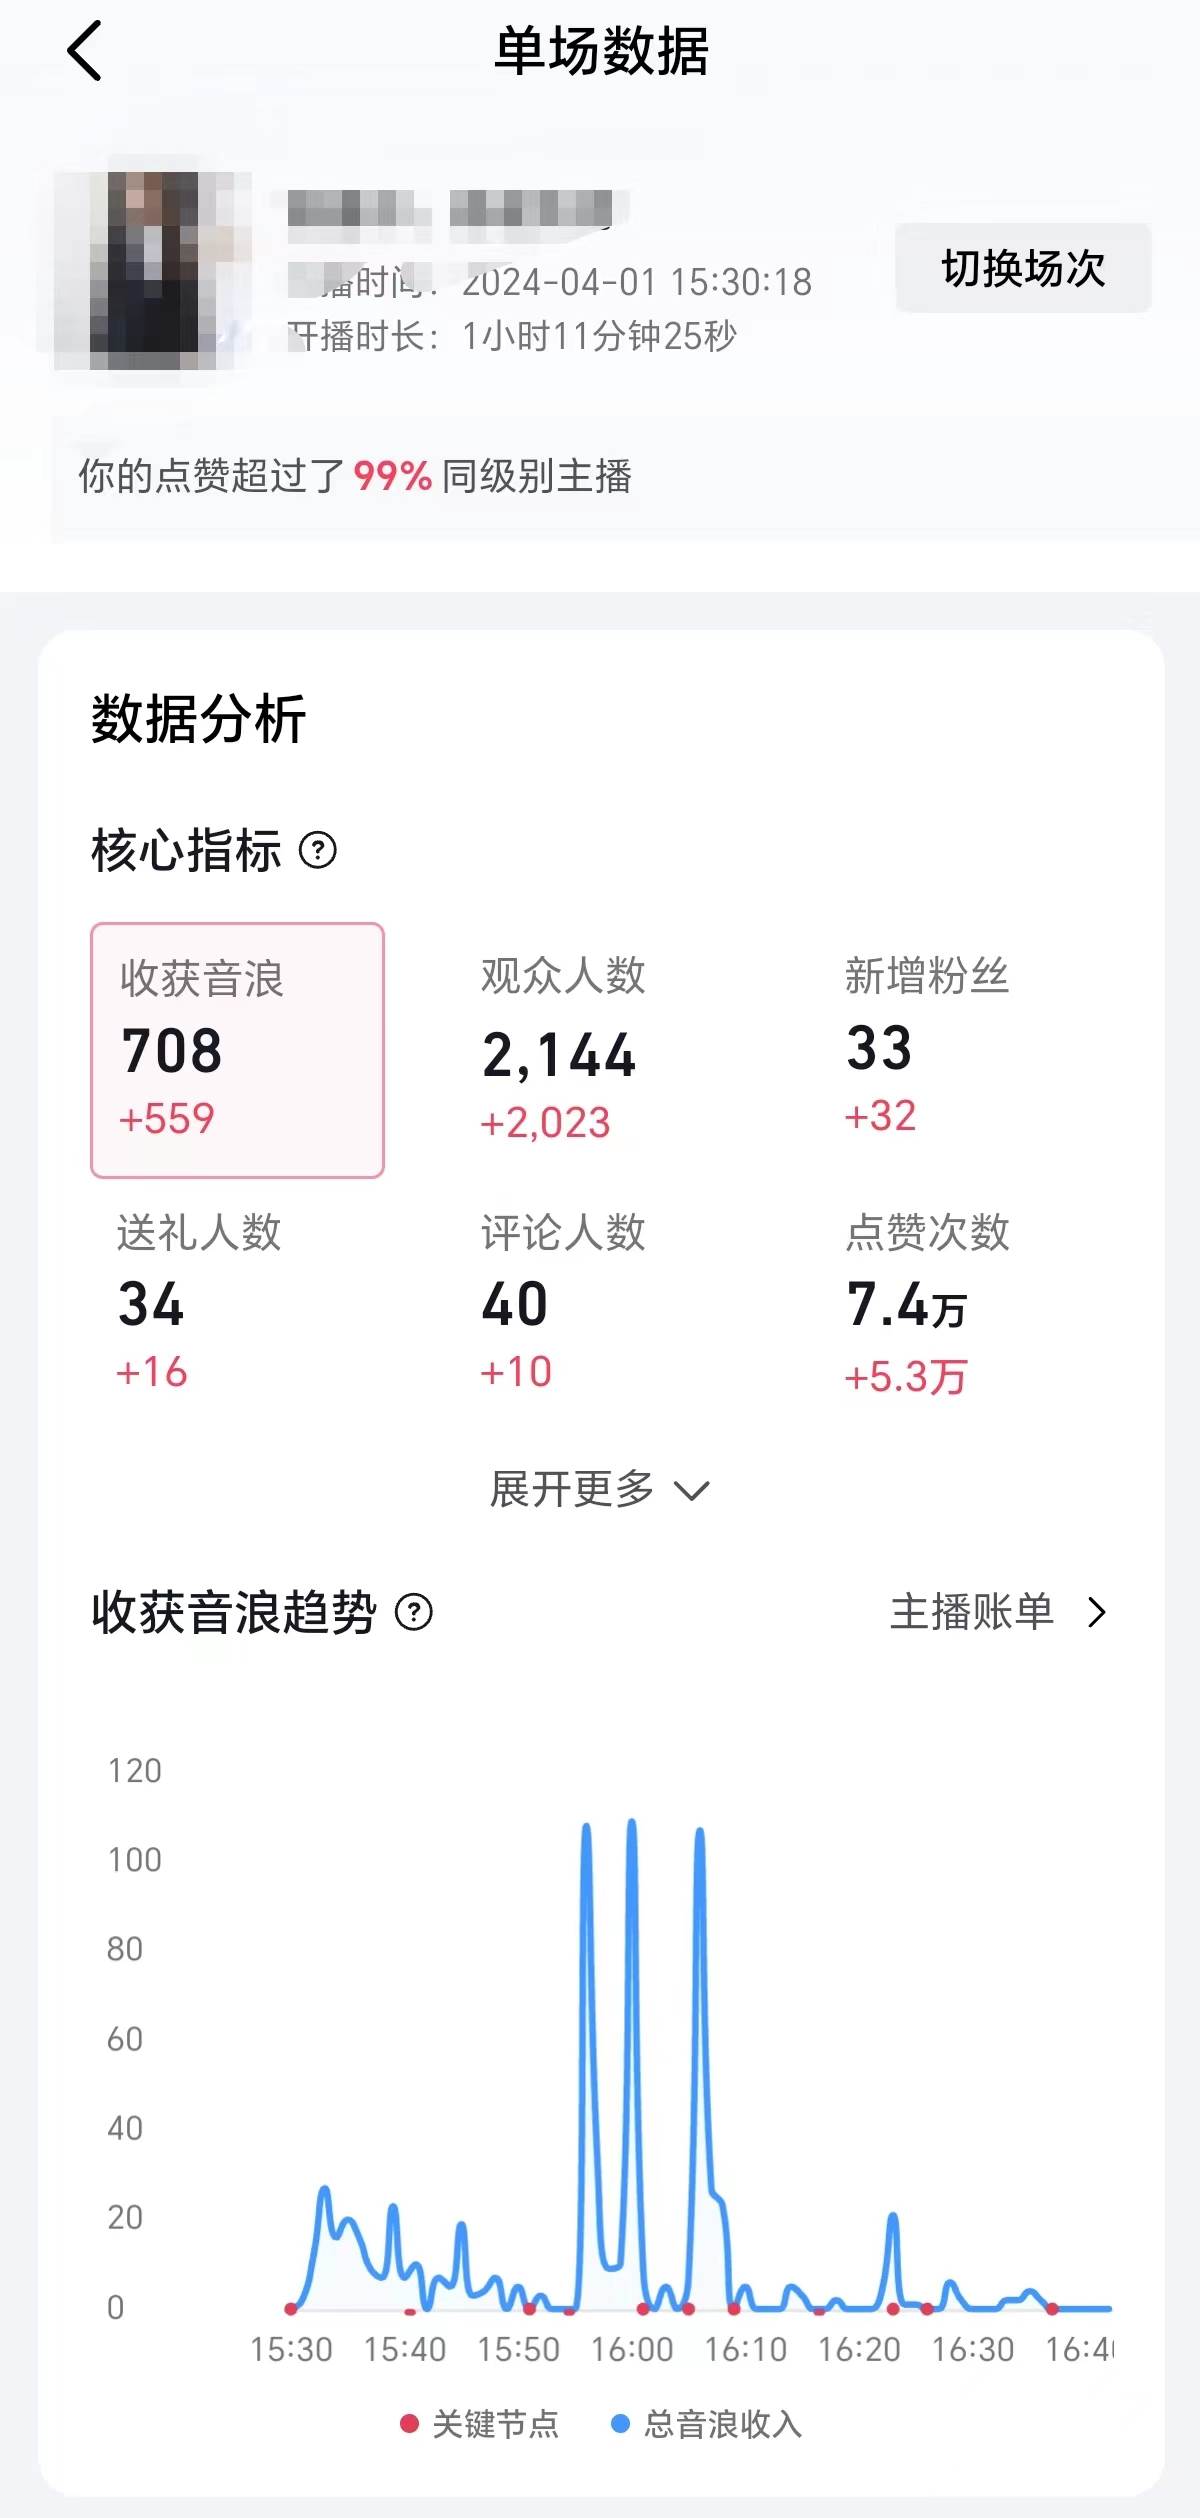 单场数据
播时间: 2024-04-01 15:30:18
切换场次
开播时长: 1小时11分钟25秒
你的点赞超过了99%同级别主播
数据分析
核心指标 ?
收获音浪 观众人数 新增粉丝
708 2,144 33
+559 +2,023 +32
送礼人数 评论人数 点赞次数
34 40 7.4万
+16 +10 +5.3万
展开更多
收获音浪趋势 ? 主播账单
120
100
80
60
40
20
0
15:30 15:40 15:50 16:00 16:10 16:20 16:30 16:40
关键节点 总音浪收入